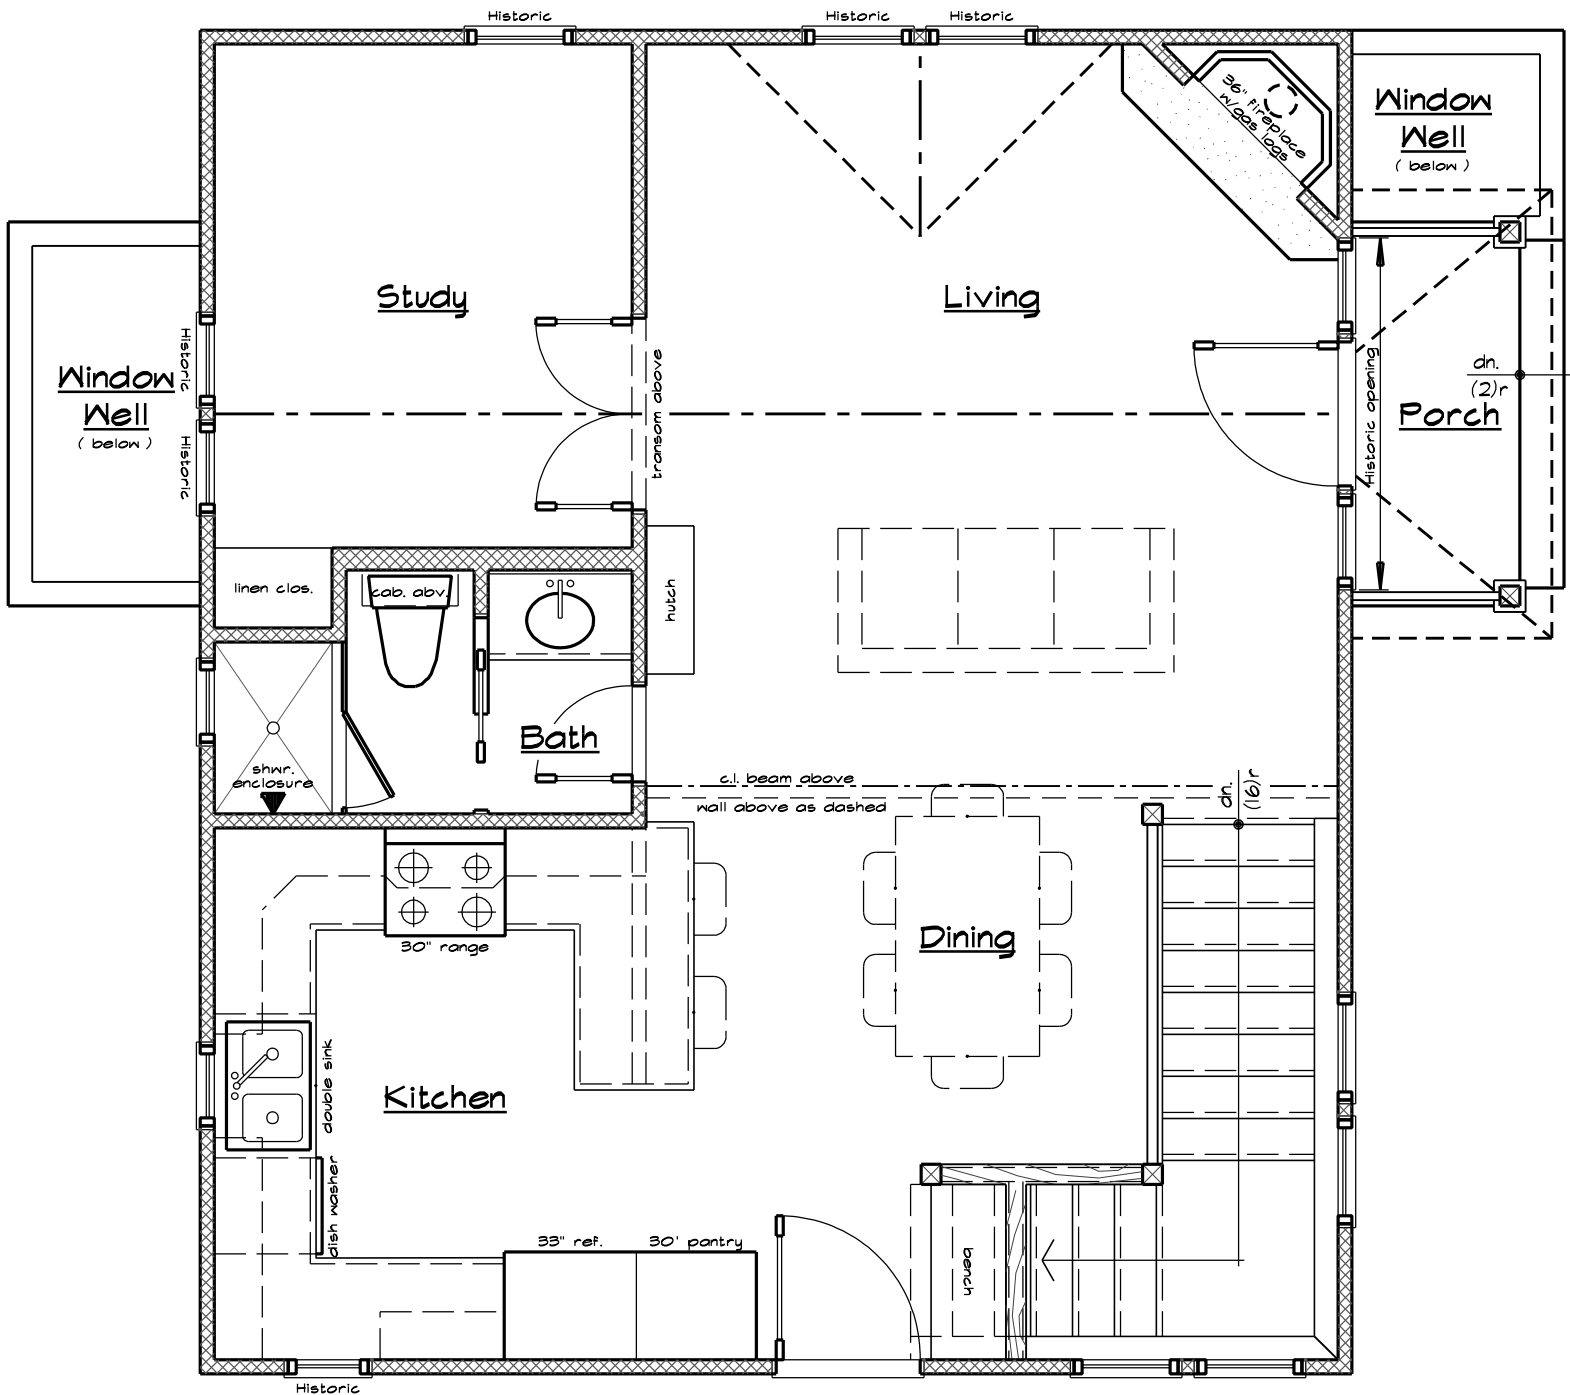 Historic
Historic
Historic
36" fireplace
w/gas logs
Window
Well
( below )
Study
Living
Historic
Historic
Window
Well
( below )
transom above
Historic opening
dn.
(2)r
Porch
linen clos.
cab. abv.
hutch
Bath
shwr.
enclosure
c.l. beam above
wall above as dashed
dn.
(16)r
30" range
Dining
double sink
Kitchen
dish washer
33" ref.
30' pantry
bench
Historic